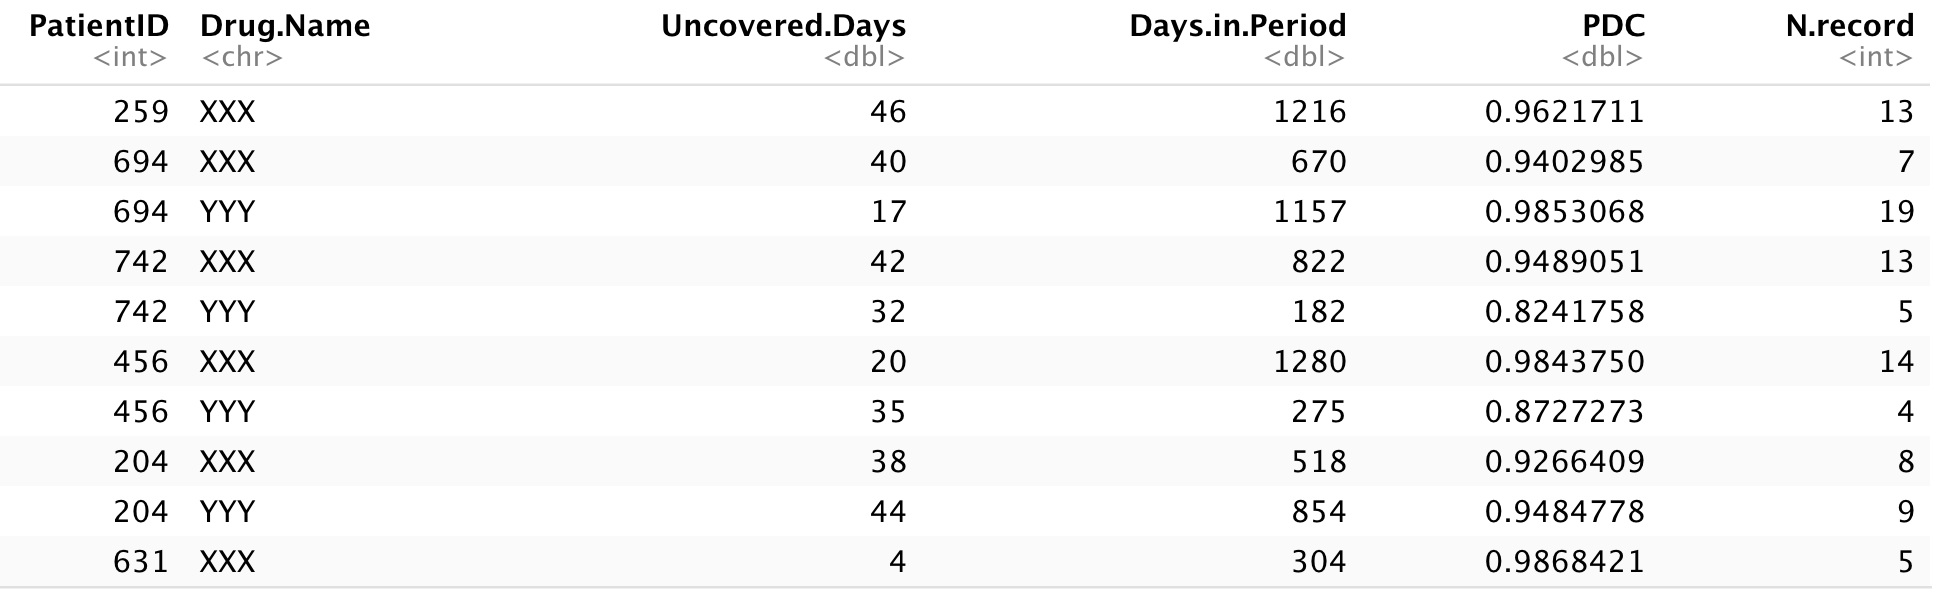 PatientID Drug.Name Uncovered.Days Days.in.Period PDC N.record
<int> <chr> <dbl> <dbl> <dbl> <int>
259 XXX 46 1216 0.9621711 13
694 XXX 40 670 0.9402985 7
694 YYY 17 1157 0.9853068 19
742 XXX 42 822 0.9489051 13
742 YYY 32 182 0.8241758 5
456 XXX 20 1280 0.9843750 14
456 YYY 35 275 0.8727273 4
204 XXX 38 518 0.9266409 8
204 YYY 44 854 0.9484778 9
631 XXX 4 304 0.9868421 5